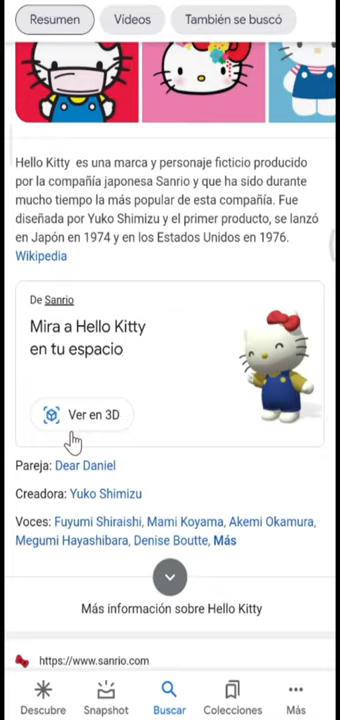 Resumen
Videos
También se buscó
Hello Kitty es una marca y personaje ficticio producido
por la compañía japonesa Sanrio y que ha sido durante
mucho tiempo la más popular de esta compañía. Fue
diseñada por Yuko Shimizu y el primer producto, se lanzó
en Japón en 1974 y en los Estados Unidos en 1976.
Wikipedia
De Sanrio
Mira a Hello Kitty
en tu espacio
Ver en 3D
Pareja: Dear Daniel
Creadora: Yuko Shimizu
Voces: Fuyumi Shiraishi, Mami Koyama, Akemi Okamura,
Megumi Hayashibara, Denise Boutte, Más
Más información sobre Hello Kitty
https://www.sanrio.com
Descubre
Snapshot
Buscar
Colecciones
Más